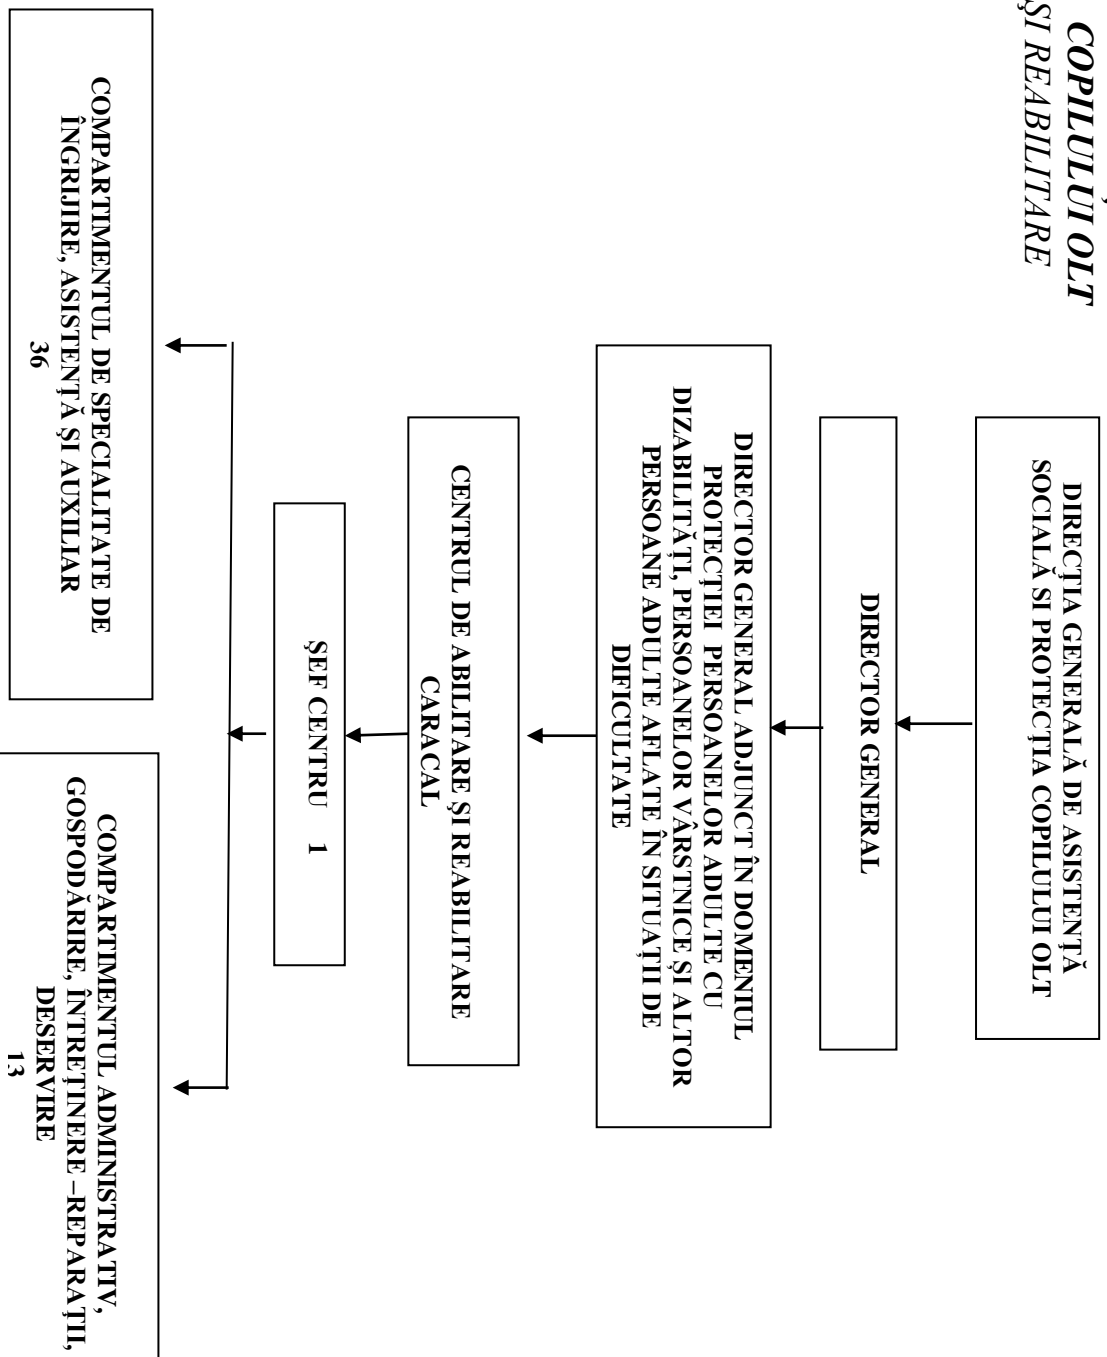 COPILULUI OLT
ŞI REABILITARE
DIRECŢIA GENERALĂ DE ASISTENŢĂ
SOCIALĂ SI PROTECŢIA COPILULUI OLT
DIRECTOR GENERAL
DIRECTOR GENERAL ADJUNCT ÎN DOMENIUL
PROTECŢIEI PERSOANELOR ADULTE CU
DIZABILITĂŢI, PERSOANELOR VÂRSTNICE ŞI ALTOR
PERSOANE ADULTE AFLATE ÎN SITUAŢII DE
DIFICULTATE
CENTRUL DE ABILITARE ŞI REABILITARE
CARACAL
ŞEF CENTRU 1
COMPARTIMENTUL DE SPECIALITATE DE
ÎNGRIJIRE, ASISTENŢĂ ŞI AUXILIAR
36
COMPARTIMENTUL ADMINISTRATIV,
GOSPODĂRIRE, ÎNTREŢINERE –REPARAŢII,
DESERVIRE
13